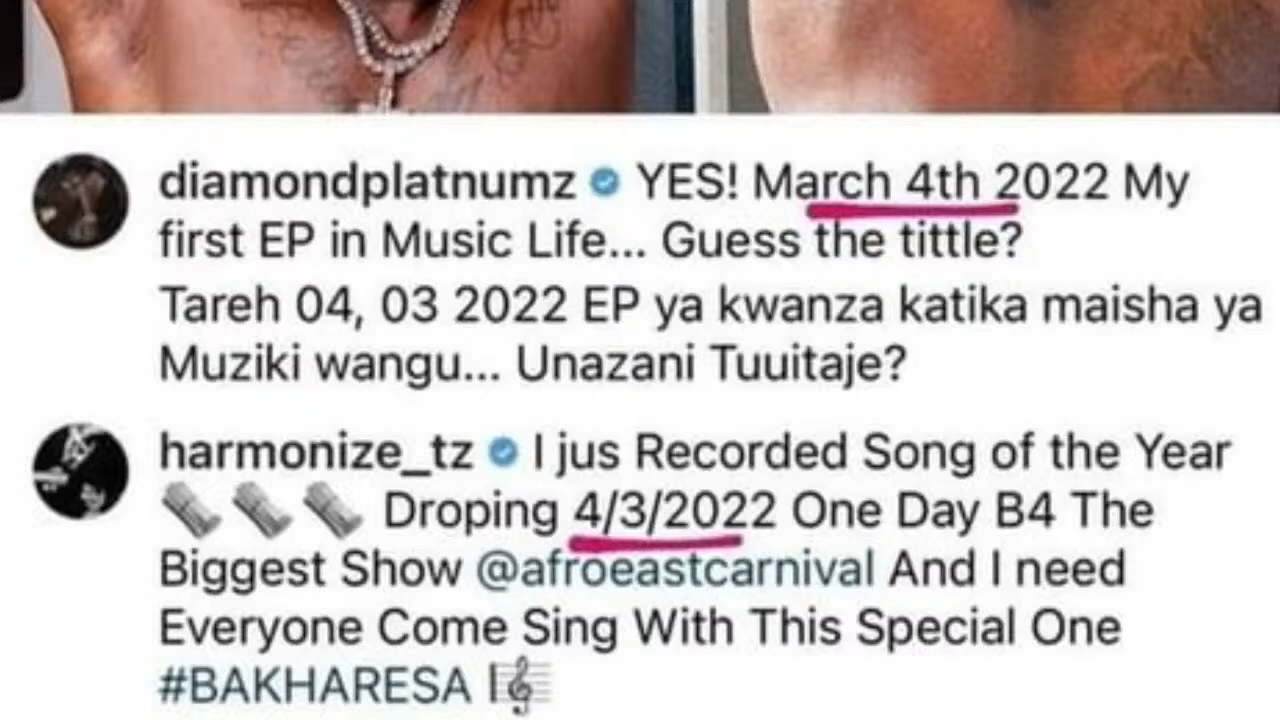 diamondplatnumz YES! March 4th 2022 My
first EP in Music Life... Guess the tittle?
Tareh 04, 03 2022 EP ya kwanza katika maisha ya
Muziki wangu... Unazani Tuuitaje?
harmonize_tz I jus Recorded Song of the Year
🗞️🗞️🗞️ Droping 4/3/2022 One Day B4 The
Biggest Show @afroeastcarnival And I need
Everyone Come Sing With This Special One
#BAKHARESA 🎼